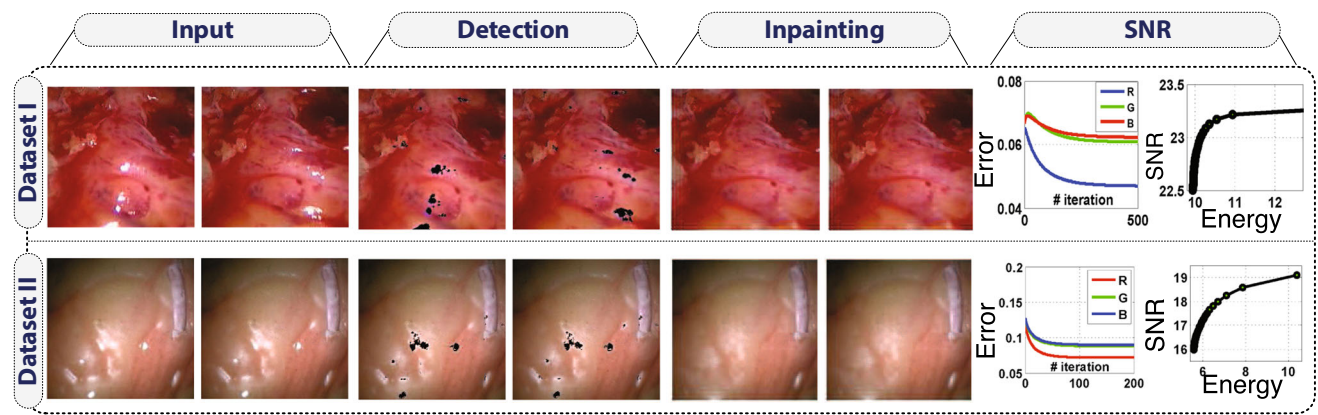 Input
Detection
Inpainting
SNR
Dataset I
0.08
0.06
0.04
Error
R
G
B
# iteration
0
500
23.5
23
22.5
SNR
10
11
12
Energy
Dataset II
0.2
0.15
0.1
0.05
Error
R
G
B
# iteration
0
100
200
19
18
17
16
SNR
6
8
10
Energy